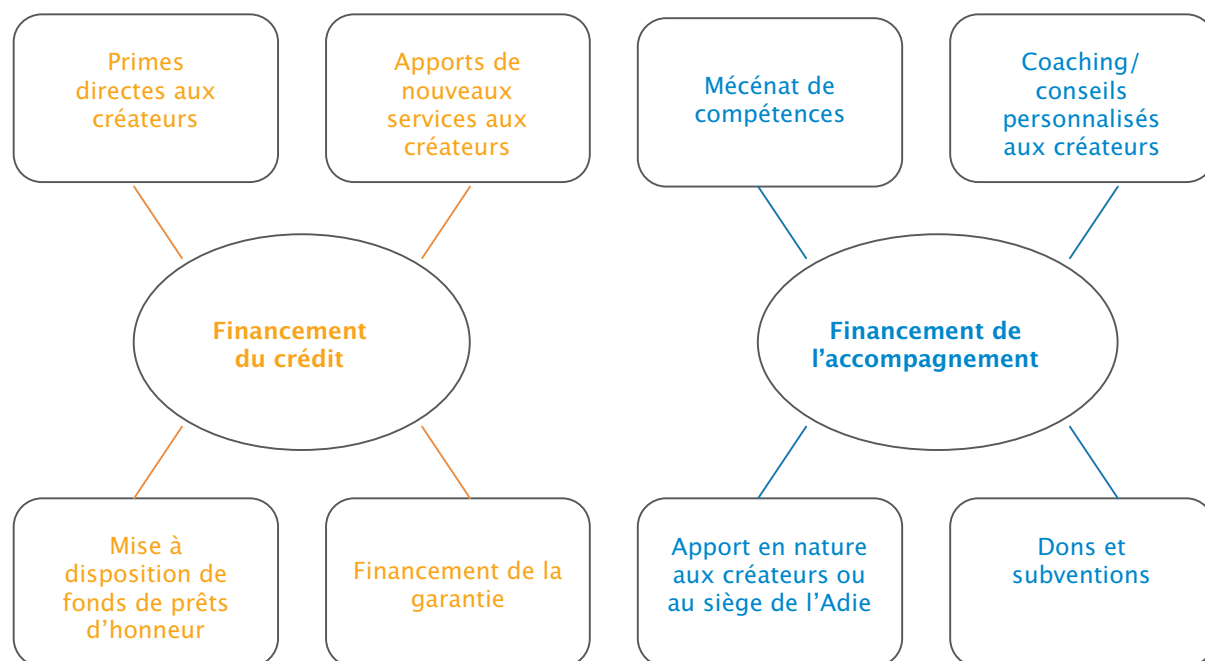 Primes
directes aux
créateurs
Apports de
nouveaux
services aux
créateurs
Mécénat de
compétences
Coaching/
conseils
personnalisés
aux créateurs
Financement
du crédit
Financement de
l’accompagnement
Mise à
disposition de
fonds de prêts
d’honneur
Financement de la
garantie
Apport en nature
aux créateurs ou
au siège de l’Adie
Dons et
subventions